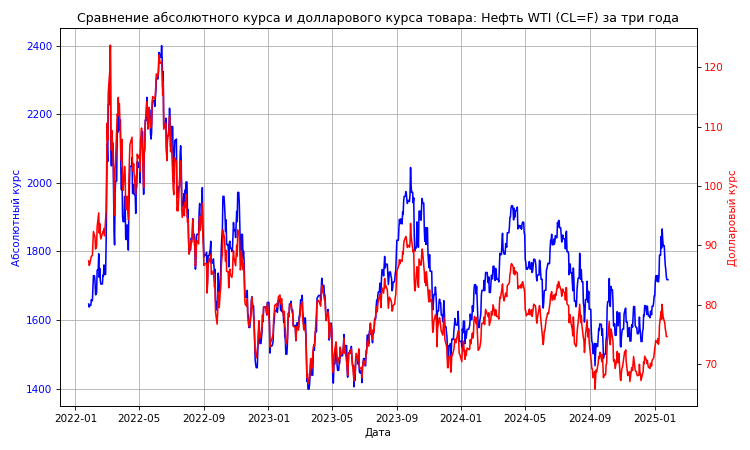 Сравнение абсолютного курса и долларового курса товара: Нефть WTI (CL=F) за три года
2400
2200
2000
1800
1600
1400
Абсолютный курс
120
110
100
90
80
70
Долларовый курс
2022-01 2022-05 2022-09 2023-01 2023-05 2023-09 2024-01 2024-05 2024-09 2025-01
Дата